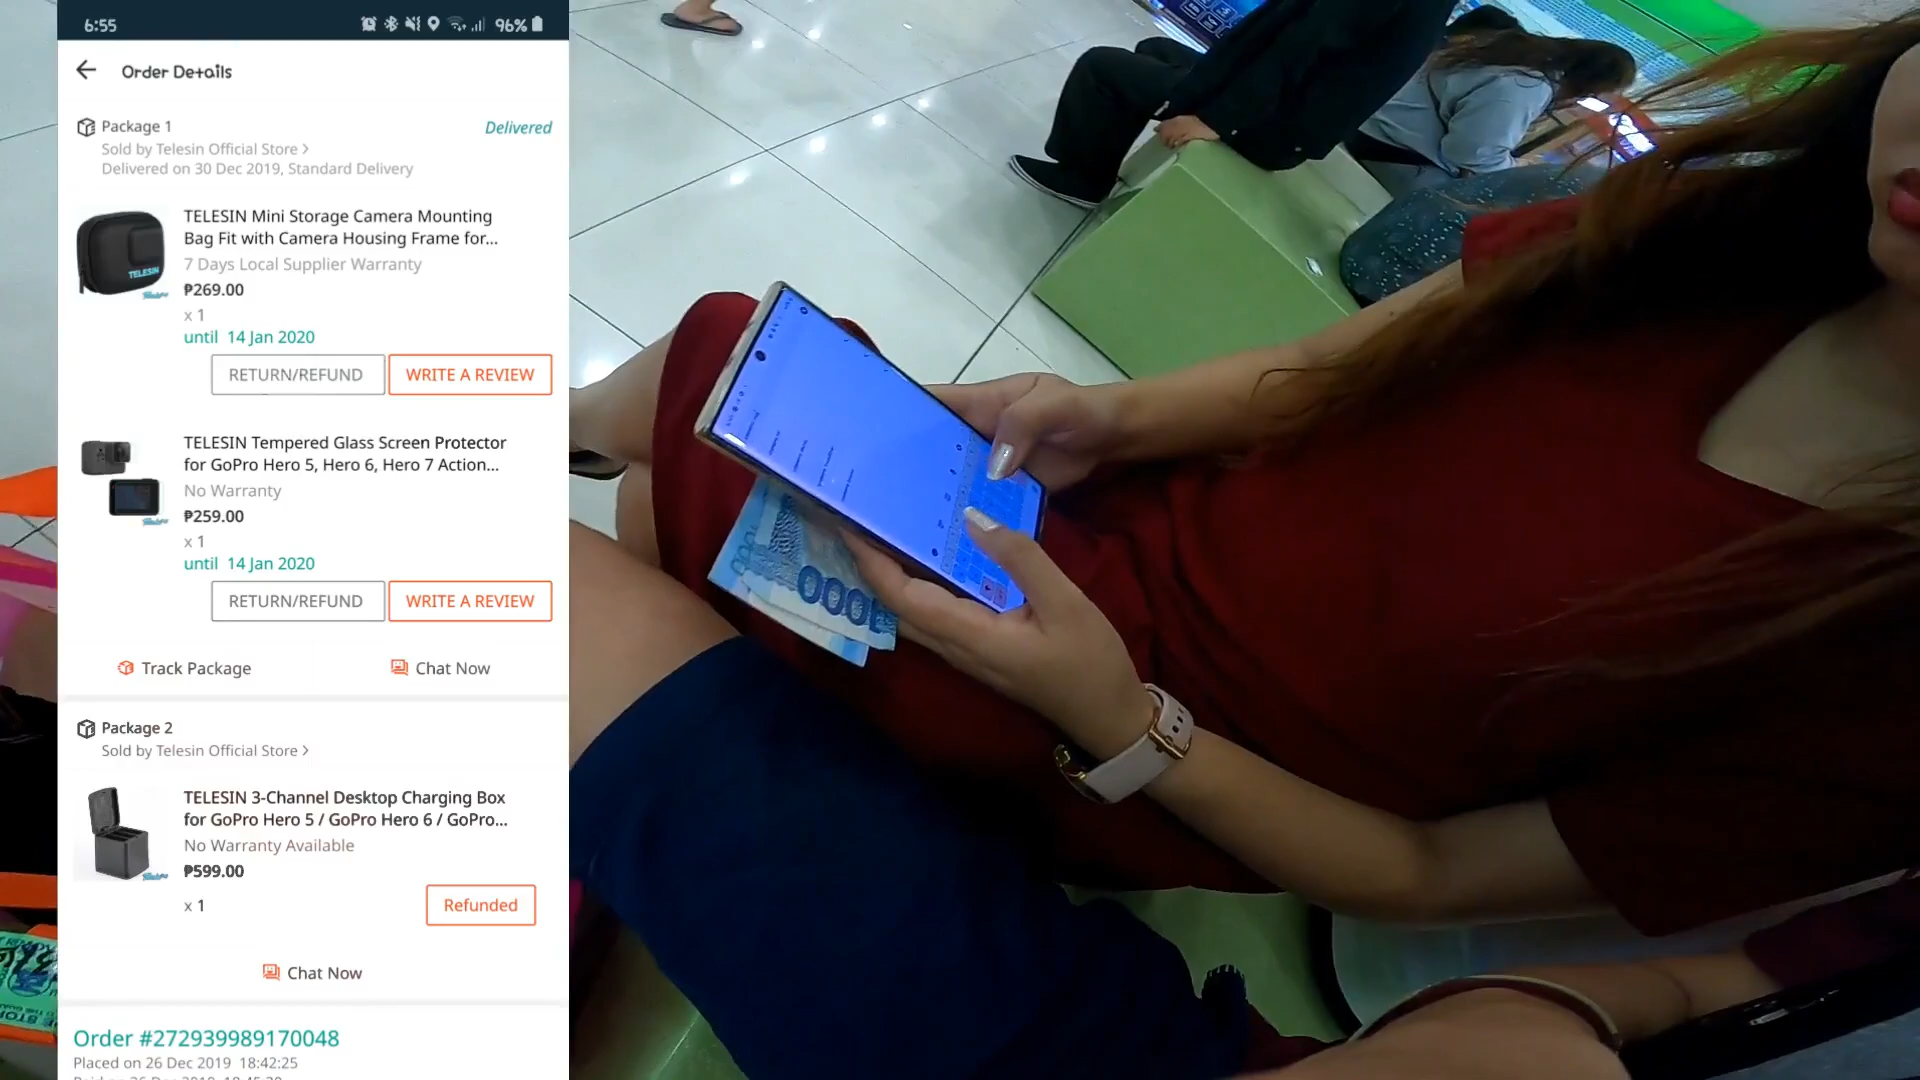 6:55
96%
Order Details
Package 1
Delivered
Sold by Telesin Official Store >
Delivered on 30 Dec 2019, Standard Delivery
TELESIN Mini Storage Camera Mounting
Bag Fit with Camera Housing Frame for...
7 Days Local Supplier Warranty
₱269.00
x 1
until 14 Jan 2020
RETURN/REFUND
WRITE A REVIEW
TELESIN
TELESIN Tempered Glass Screen Protector
for GoPro Hero 5, Hero 6, Hero 7 Action...
No Warranty
₱259.00
x 1
until 14 Jan 2020
RETURN/REFUND
WRITE A REVIEW
Track Package
Chat Now
Package 2
Sold by Telesin Official Store >
TELESIN 3-Channel Desktop Charging Box
for GoPro Hero 5 / GoPro Hero 6 / GoPro...
No Warranty Available
₱599.00
x 1
Refunded
Chat Now
Order #272939989170048
Placed on 26 Dec 2019 18:42:25
1000